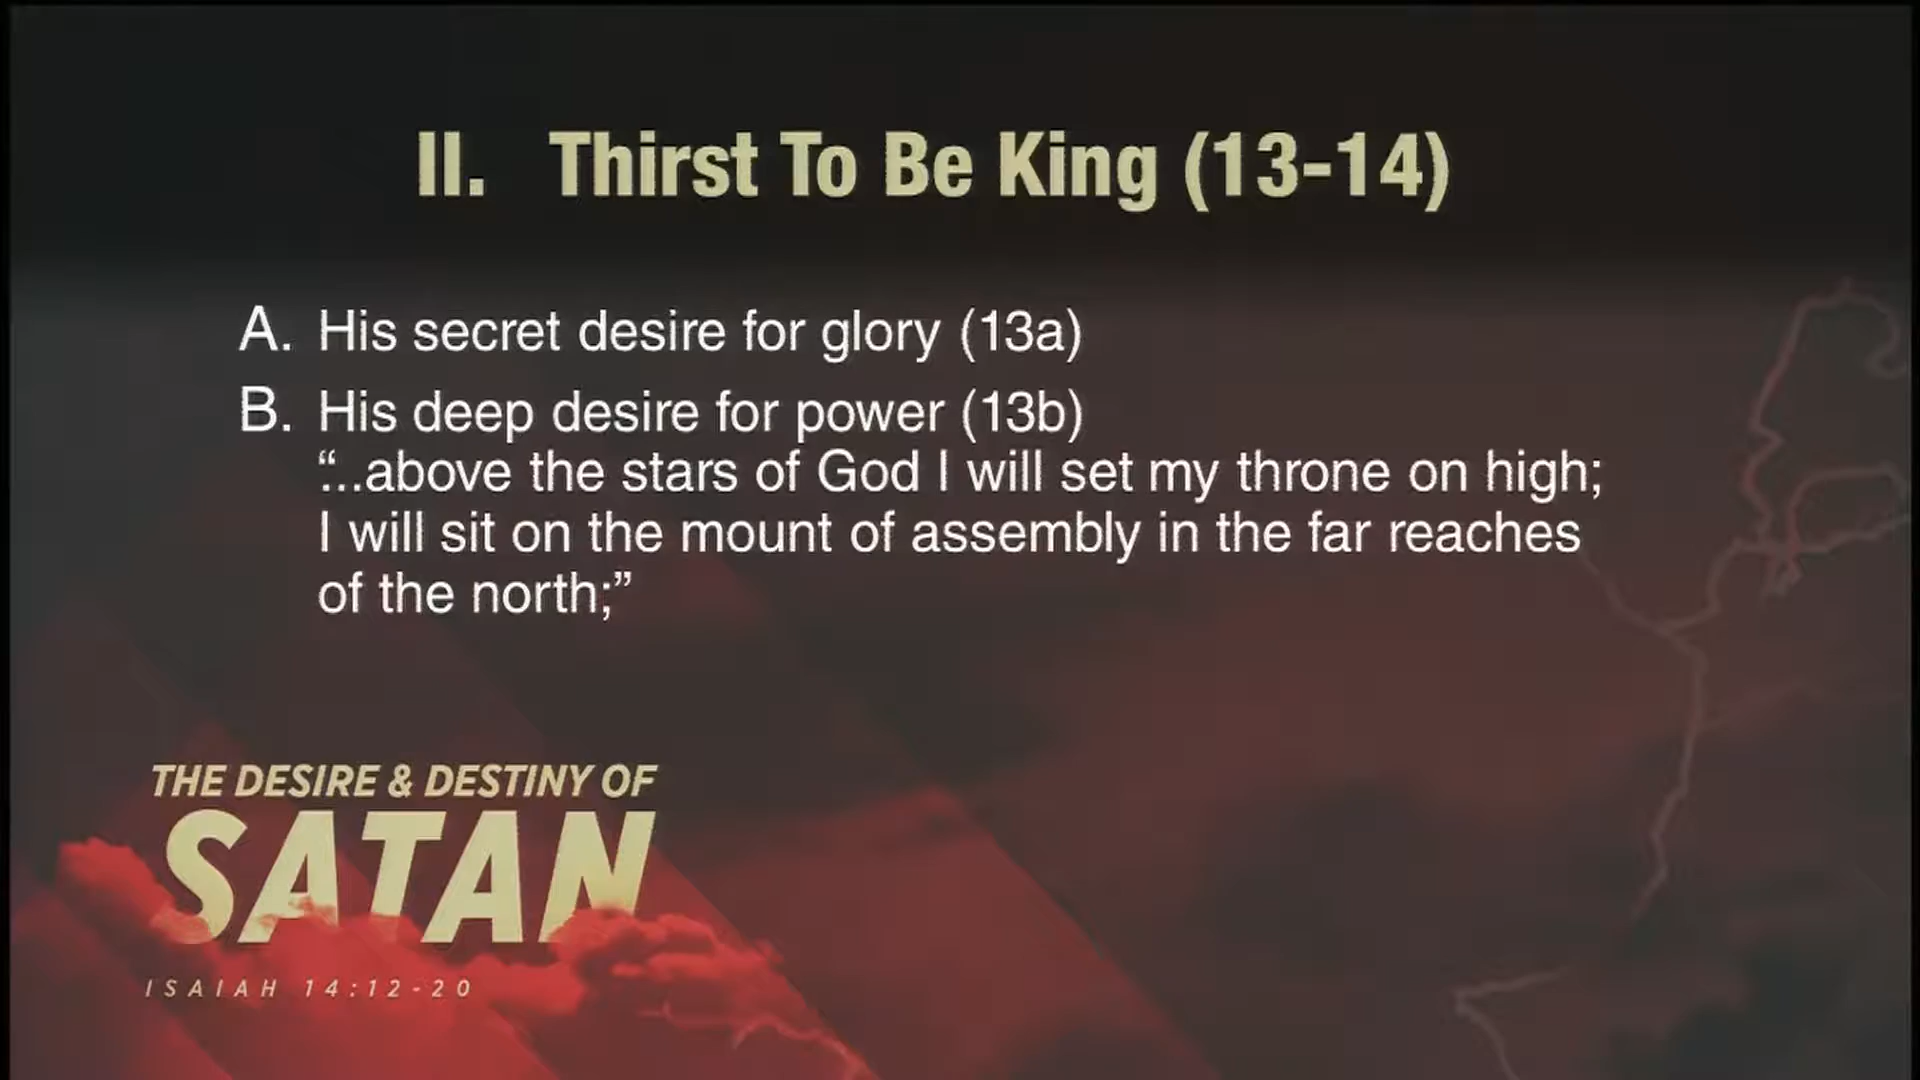 II. Thirst To Be King (13-14)
A. His secret desire for glory (13a)
B. His deep desire for power (13b)
“...above the stars of God I will set my throne on high;
I will sit on the mount of assembly in the far reaches
of the north;”
THE DESIRE & DESTINY OF
SATAN
ISAIAH 14:12-20